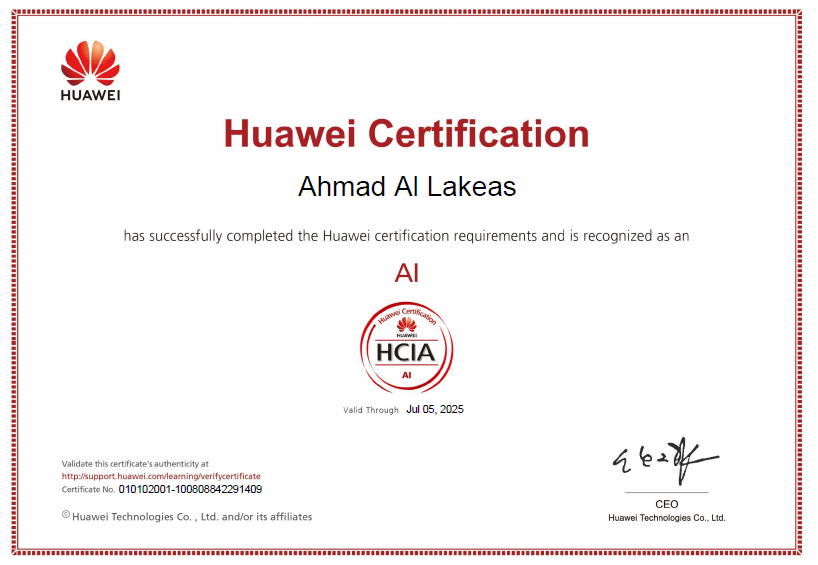 HUAWEI
Huawei Certification
Ahmad Al Lakeas
has successfully completed the Huawei certification requirements and is recognized as an
AI
Huawei Certification
HUAWEI
HCIA
AI
Valid Through Jul 05, 2025
Validate this certificate's authenticity at
http://support.huawei.com/learning/verifycertificate
Certificate No. 010102001-100808842291409
© Huawei Technologies Co. , Ltd. and/or its affiliates
CEO
Huawei Technologies Co., Ltd.